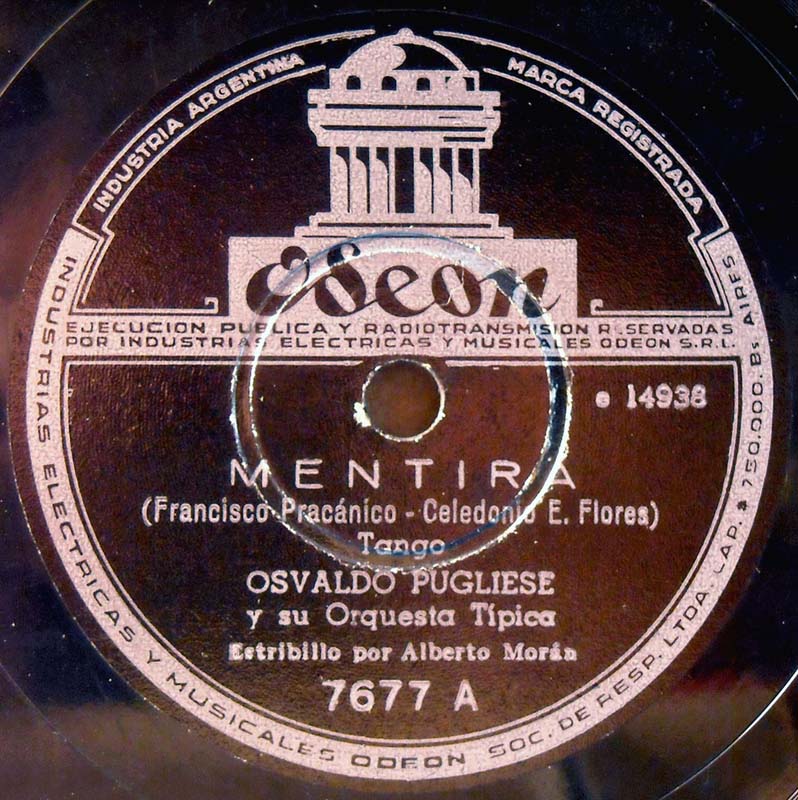 INDUSTRIA ARGENTINA
MARCA REGISTRADA
Odeon
EJECUCION PUBLICA Y RADIOTRANSMISION RESERVADAS
POR INDUSTRIAS ELECTRICAS Y MUSICALES ODEON S.R.L.
e 14938
MENTIRA
(Francisco Pracánico - Celedonio E. Flores)
Tango
OSVALDO PUGLIESE
y su Orquesta Típica
Estribillo por Alberto Morán
7677 A
INDUSTRIAS ELECTRICAS Y MUSICALES ODEON SOC. DE RESP. LTDA. CAP. $ 750.000. Bs AIRES